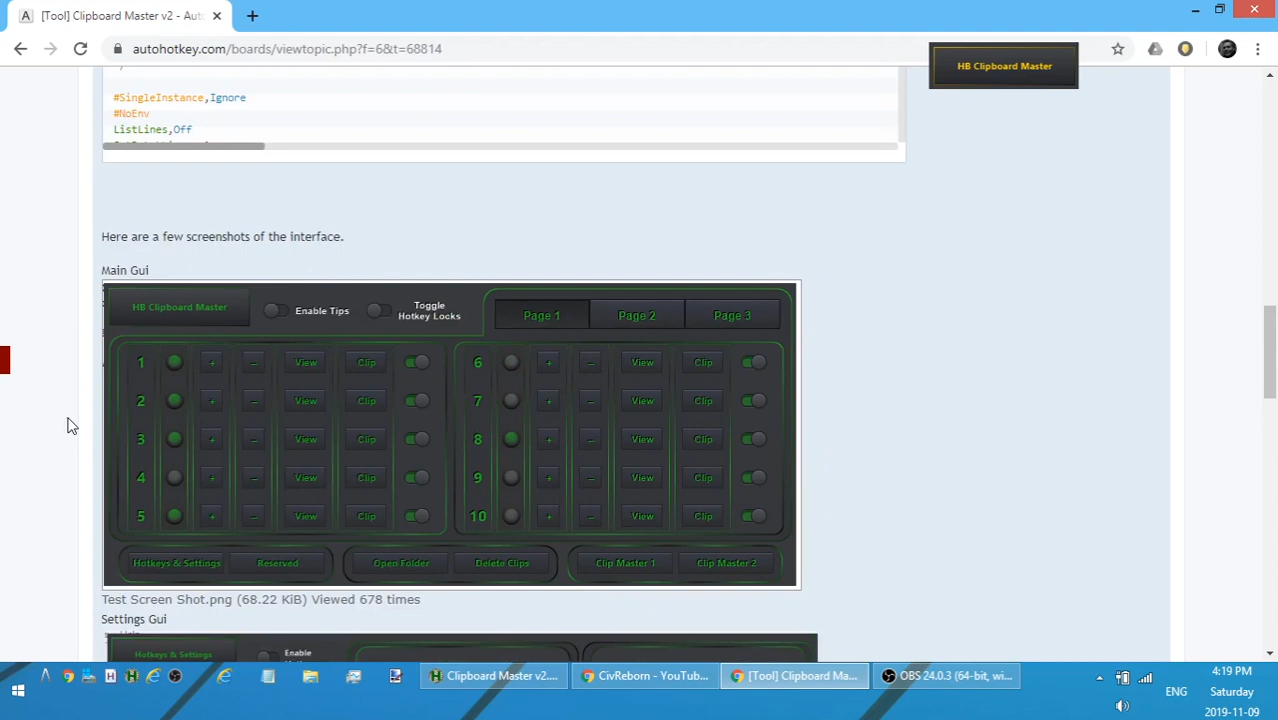 [Tool] Clipboard Master v2 - Aut
autohotkey.com/boards/viewtopic.php?f=6&t=68814
HB Clipboard Master
#SingleInstance,Ignore
#NoEnv
ListLines,Off
Here are a few screenshots of the interface.
Main Gui
HB Clipboard Master
Enable Tips
Toggle
Hotkey Locks
Page 1
Page 2
Page 3
1 + - View Clip 6 + - View Clip
2 + - View Clip 7 + - View Clip
3 + - View Clip 8 + - View Clip
4 + - View Clip 9 + - View Clip
5 + - View Clip 10 + - View Clip
Hotkeys & Settings
Reserved
Open Folder
Delete Clips
Clip Master 1
Clip Master 2
Test Screen Shot.png (68.22 KiB) Viewed 678 times
Settings Gui
Hotkeys & Settings
Enable
Clipboard Master v2....
CivReborn - YouTub...
[Tool] Clipboard Ma...
OBS 24.0.3 (64-bit, wi...
ENG
4:19 PM
Saturday
2019-11-09